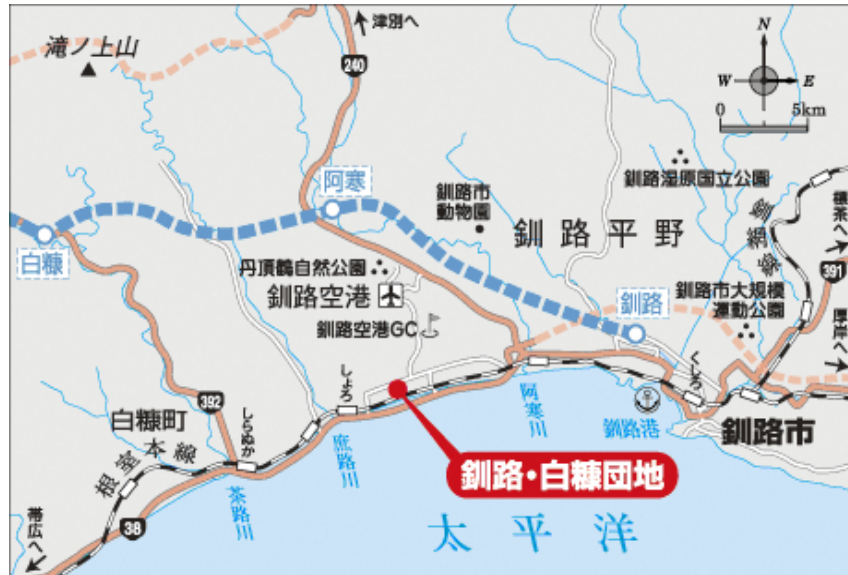 津別へ
滝ノ上山
240
N
W
E
0
5km
阿寒
釧路市
動物園
釧路湿原国立公園
釧網本線
標茶へ
391
白糠
釧路平野
丹頂鶴自然公園
釧路空港
釧路
釧路市大規模
運動公園
厚岸へ
釧路空港GC
しょろ
くしろ
392
白糠町
しらぬか
庶路川
阿寒川
釧路港
釧路市
根室本線
茶路川
釧路・白糠団地
38
帯広へ
太平洋